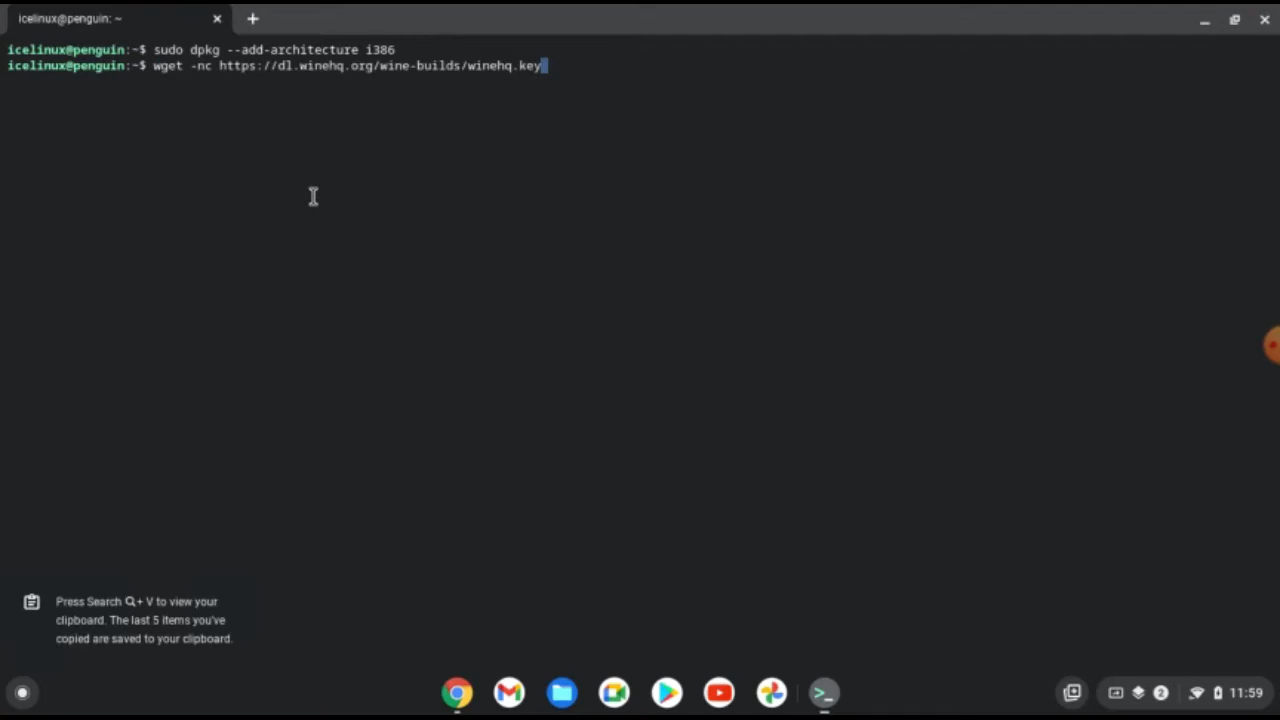 icelinux@penguin: ~
icelinux@penguin:~$ sudo dpkg --add-architecture i386
icelinux@penguin:~$ wget -nc https://dl.winehq.org/wine-builds/winehq.key
Press Search + V to view your
clipboard. The last 5 items you've
copied are saved to your clipboard.
2
11:59